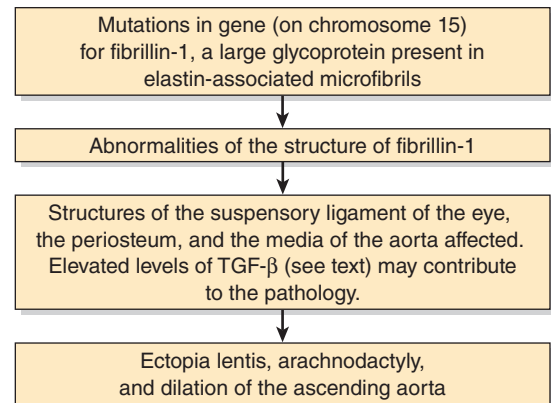 Mutations in gene (on chromosome 15)
for fibrillin-1, a large glycoprotein present in
elastin-associated microfibrils
Abnormalities of the structure of fibrillin-1
Structures of the suspensory ligament of the eye,
the periosteum, and the media of the aorta affected.
Elevated levels of TGF-β (see text) may contribute
to the pathology.
Ectopia lentis, arachnodactyly,
and dilation of the ascending aorta